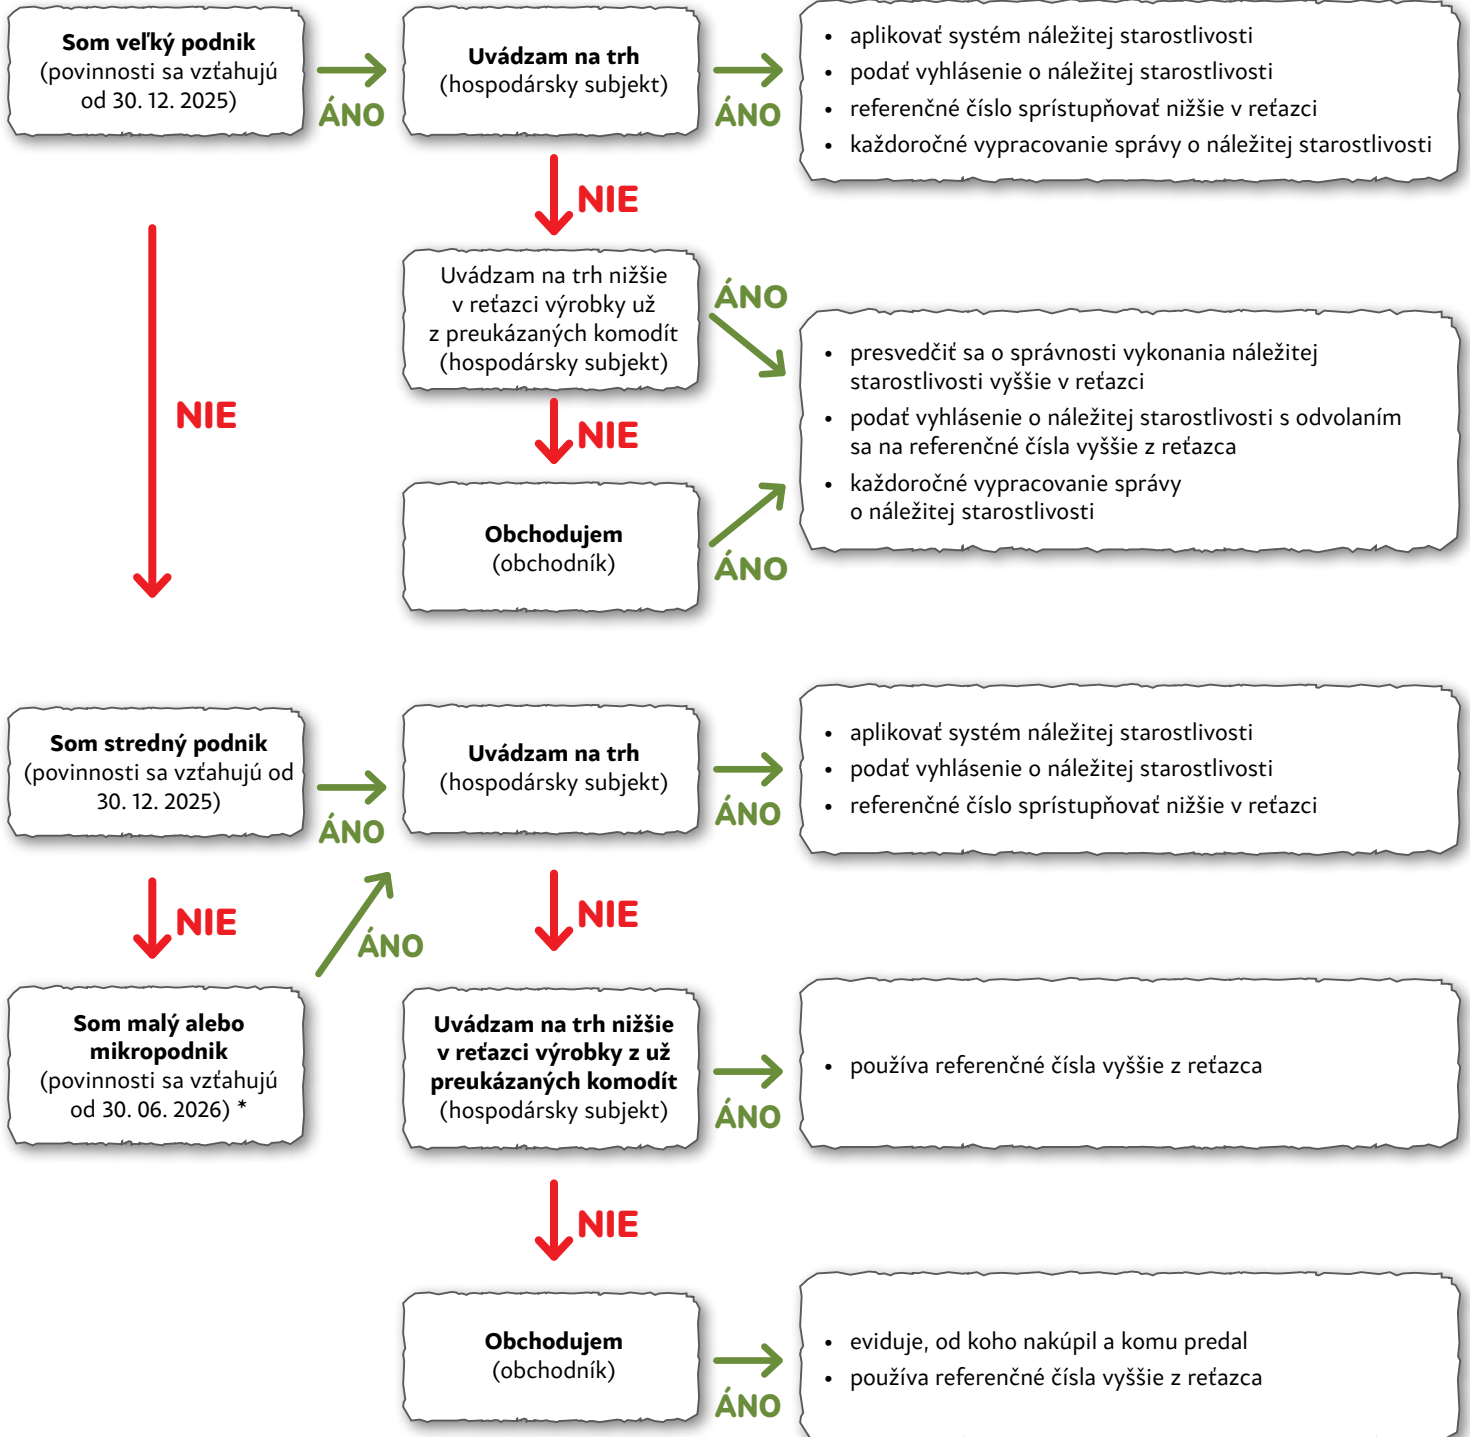 Som veľký podnik
(povinnosti sa vzťahujú
od 30. 12. 2025)
ÁNO
Uvádzam na trh
(hospodársky subjekt)
ÁNO
• aplikovať systém náležitej starostlivosti
• podať vyhlásenie o náležitej starostlivosti
• referenčné číslo sprístupňovať nižšie v reťazci
• každoročné vypracovanie správy o náležitej starostlivosti
NIE
NIE
Uvádzam na trh nižšie
v reťazci výrobky už
z preukázaných komodít
(hospodársky subjekt)
ÁNO
NIE
Obchodujem
(obchodník)
ÁNO
• presvedčiť sa o správnosti vykonania náležitej
starostlivosti vyššie v reťazci
• podať vyhlásenie o náležitej starostlivosti s odvolaním
sa na referenčné čísla vyššie z reťazca
• každoročné vypracovanie správy
o náležitej starostlivosti
Som stredný podnik
(povinnosti sa vzťahujú od
30. 12. 2025)
ÁNO
Uvádzam na trh
(hospodársky subjekt)
ÁNO
• aplikovať systém náležitej starostlivosti
• podať vyhlásenie o náležitej starostlivosti
• referenčné číslo sprístupňovať nižšie v reťazci
NIE
ÁNO
NIE
Som malý alebo
mikropodnik
(povinnosti sa vzťahujú
od 30. 06. 2026) *
Uvádzam na trh nižšie
v reťazci výrobky z už
preukázaných komodít
(hospodársky subjekt)
ÁNO
• používa referenčné čísla vyššie z reťazca
NIE
Obchodujem
(obchodník)
ÁNO
• eviduje, od koho nakúpil a komu predal
• používa referenčné čísla vyššie z reťazca